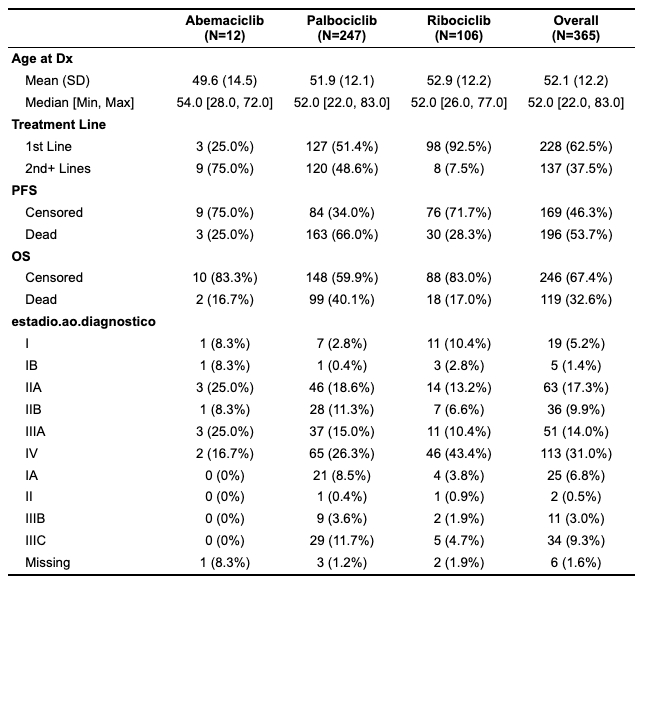 Abemaciclib Palbociclib Ribociclib Overall
(N=12) (N=247) (N=106) (N=365)
Age at Dx
Mean (SD) 49.6 (14.5) 51.9 (12.1) 52.9 (12.2) 52.1 (12.2)
Median [Min, Max] 54.0 [28.0, 72.0] 52.0 [22.0, 83.0] 52.0 [26.0, 77.0] 52.0 [22.0, 83.0]
Treatment Line
1st Line 3 (25.0%) 127 (51.4%) 98 (92.5%) 228 (62.5%)
2nd+ Lines 9 (75.0%) 120 (48.6%) 8 (7.5%) 137 (37.5%)
PFS
Censored 9 (75.0%) 84 (34.0%) 76 (71.7%) 169 (46.3%)
Dead 3 (25.0%) 163 (66.0%) 30 (28.3%) 196 (53.7%)
OS
Censored 10 (83.3%) 148 (59.9%) 88 (83.0%) 246 (67.4%)
Dead 2 (16.7%) 99 (40.1%) 18 (17.0%) 119 (32.6%)
estadio.ao.diagnostico
I 1 (8.3%) 7 (2.8%) 11 (10.4%) 19 (5.2%)
IB 1 (8.3%) 1 (0.4%) 3 (2.8%) 5 (1.4%)
IIA 3 (25.0%) 46 (18.6%) 14 (13.2%) 63 (17.3%)
IIB 1 (8.3%) 28 (11.3%) 7 (6.6%) 36 (9.9%)
IIIA 3 (25.0%) 37 (15.0%) 11 (10.4%) 51 (14.0%)
IV 2 (16.7%) 65 (26.3%) 46 (43.4%) 113 (31.0%)
IA 0 (0%) 21 (8.5%) 4 (3.8%) 25 (6.8%)
II 0 (0%) 1 (0.4%) 1 (0.9%) 2 (0.5%)
IIIB 0 (0%) 9 (3.6%) 2 (1.9%) 11 (3.0%)
IIIC 0 (0%) 29 (11.7%) 5 (4.7%) 34 (9.3%)
Missing 1 (8.3%) 3 (1.2%) 2 (1.9%) 6 (1.6%)